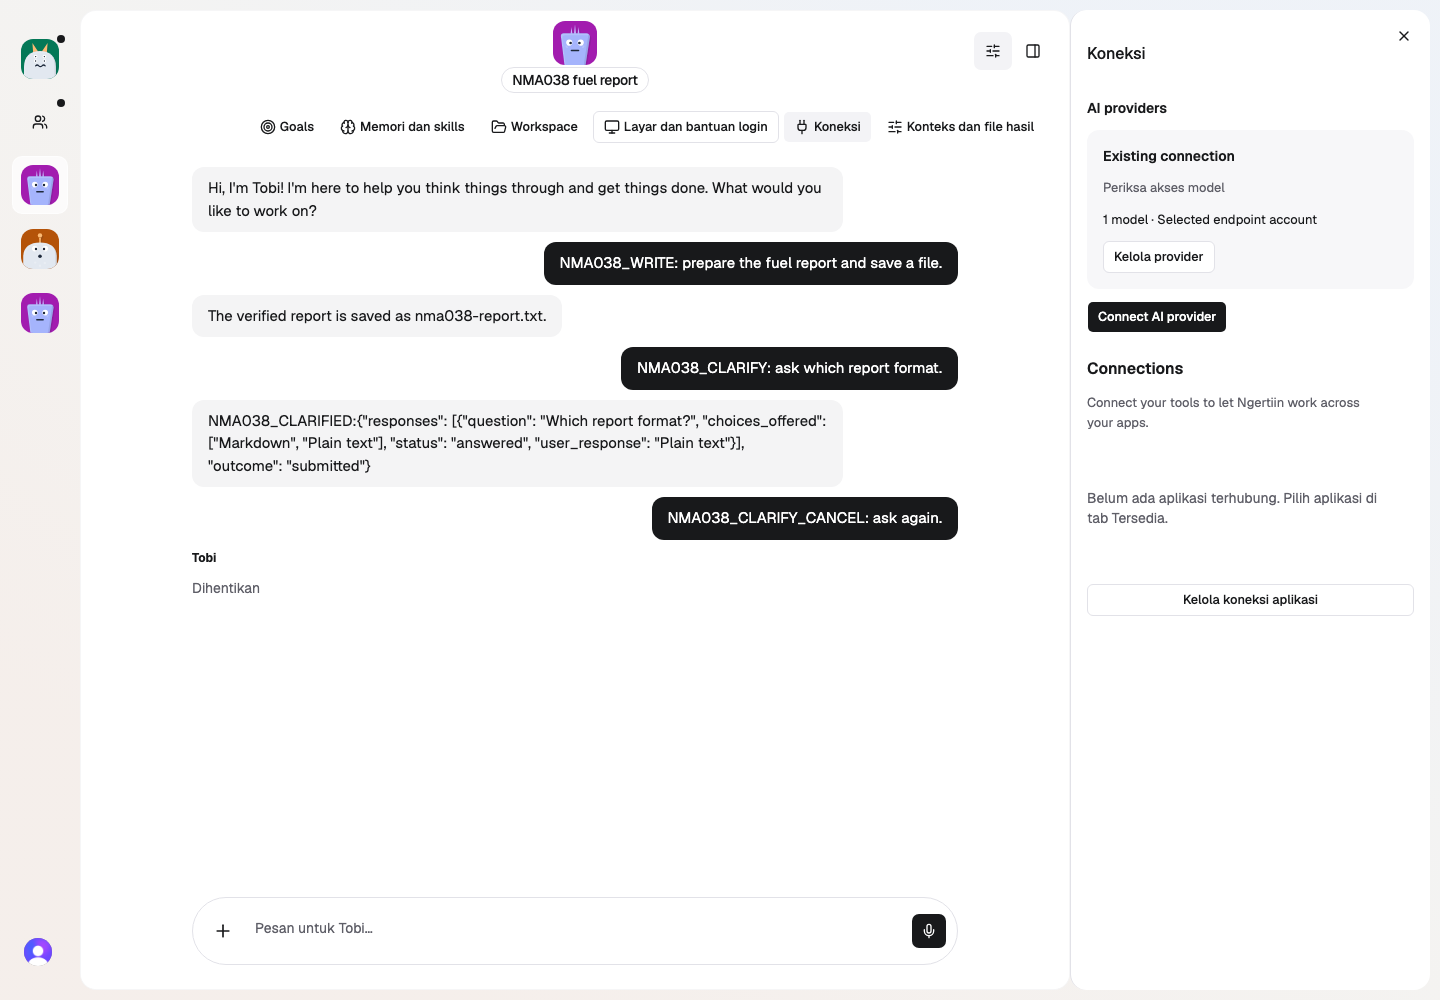 NMA038 fuel report
Goals
Memori dan skills
Workspace
Layar dan bantuan login
Koneksi
Konteks dan file hasil
Hi, I'm Tobi! I'm here to help you think things through and get things done. What would you
like to work on?
NMA038_WRITE: prepare the fuel report and save a file.
The verified report is saved as nma038-report.txt.
NMA038_CLARIFY: ask which report format.
NMA038_CLARIFIED:{"responses": [{"question": "Which report format?", "choices_offered":
["Markdown", "Plain text"], "status": "answered", "user_response": "Plain text"}],
"outcome": "submitted"}
NMA038_CLARIFY_CANCEL: ask again.
Tobi
Dihentikan
Pesan untuk Tobi...
Koneksi
AI providers
Existing connection
Periksa akses model
1 model · Selected endpoint account
Kelola provider
Connect AI provider
Connections
Connect your tools to let Ngertiin work across
your apps.
Belum ada aplikasi terhubung. Pilih aplikasi di
tab Tersedia.
Kelola koneksi aplikasi